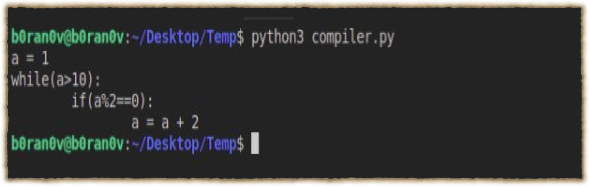 b0ran0v@b0ran0v:~/Desktop/Temp$ python3 compiler.py
a = 1
while(a>10):
        if(a%2==0):
                a = a + 2
b0ran0v@b0ran0v:~/Desktop/Temp$